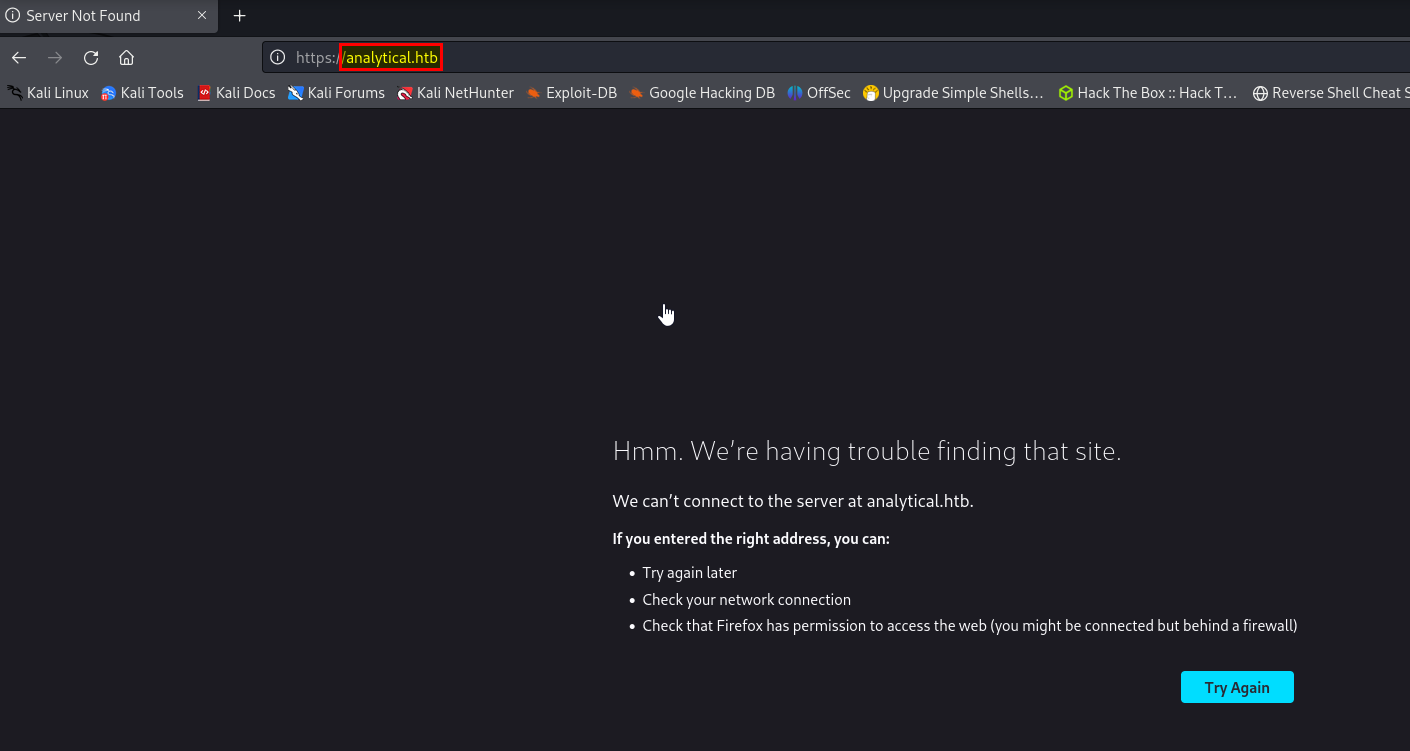 Server Not Found
https://analytical.htb
Kali Linux Kali Tools Kali Docs Kali Forums Kali NetHunter Exploit-DB Google Hacking DB OffSec Upgrade Simple Shells… Hack The Box :: Hack T… Reverse Shell Cheat S
Hmm. We’re having trouble finding that site.
We can’t connect to the server at analytical.htb.
If you entered the right address, you can:
• Try again later
• Check your network connection
• Check that Firefox has permission to access the web (you might be connected but behind a firewall)
Try Again